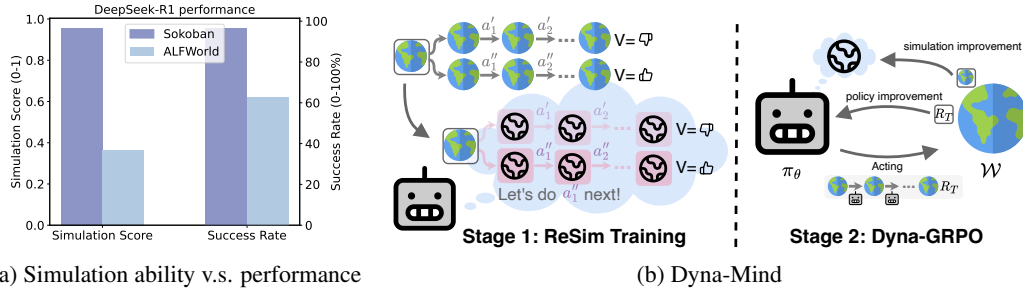 DeepSeek-R1 performance
Simulation Score (0-1)
1.0
0.8
0.6
0.4
0.2
0.0
Sokoban
ALFWorld
100
80
60
40
20
0
Success Rate (0-100%)
Simulation Score
Success Rate
a) Simulation ability v.s. performance
a′₁ a′₂ ... V=
a″₁ a″₂ ... V=
a′₁ a′₂ ... V=
a″₁ a″₂ ... V=
Let's do a″₁ next!
Stage 1: ReSim Training
simulation improvement
policy improvement
R_T
π_θ
Acting
𝒲
... R_T
Stage 2: Dyna-GRPO
(b) Dyna-Mind